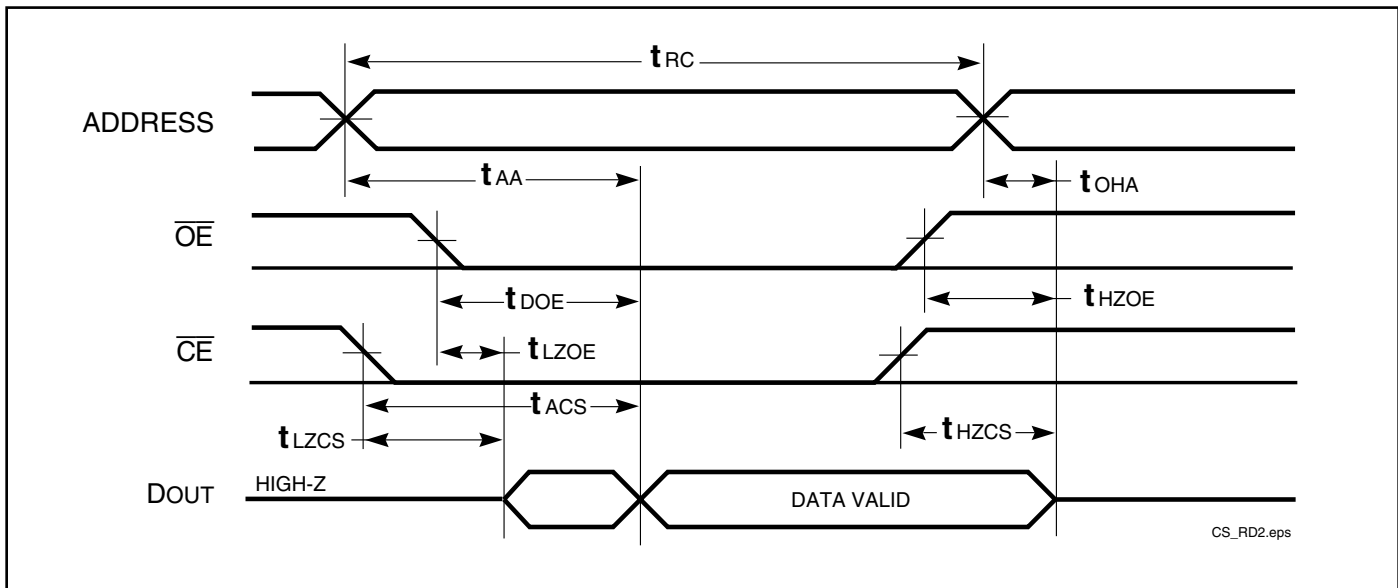 tRC
ADDRESS
tAA
tOHA
OE
tDOE
tHZOE
CE
tLZOE
tACS
tLZCS
tHZCS
DOUT
HIGH-Z
DATA VALID
CS_RD2.eps